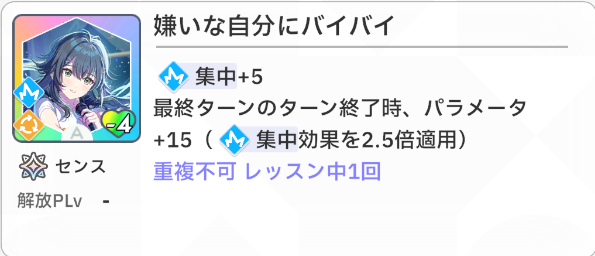 嫌いな自分にバイバイ
集中+5
最終ターンのターン終了時、パラメータ
+15（集中効果を2.5倍適用）
重複不可 レッスン中1回
A
-4
センス
解放PLv -